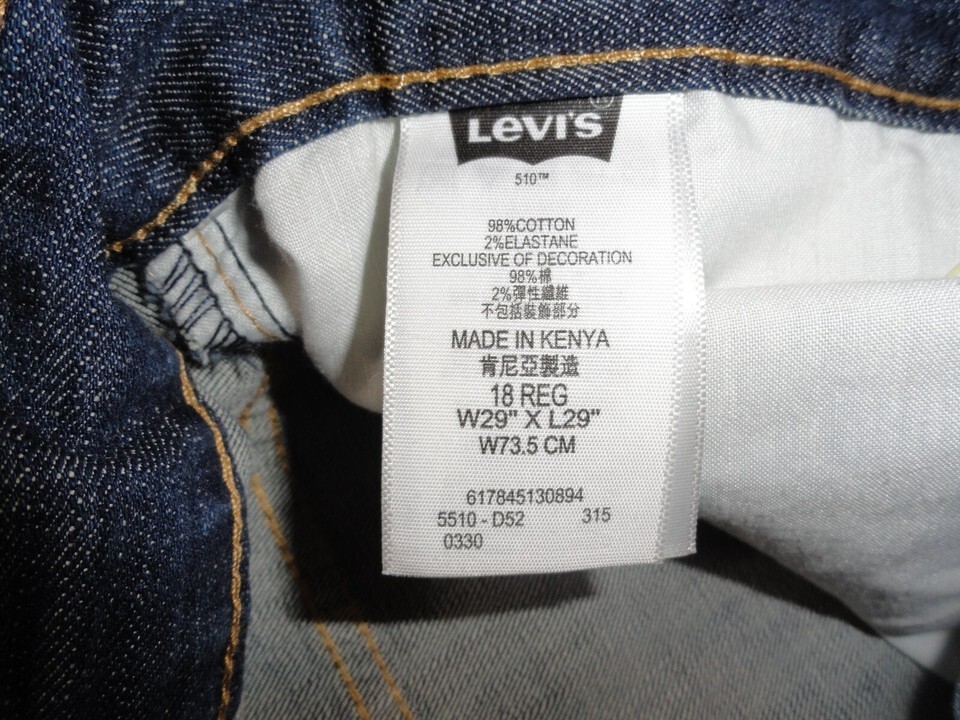 LEVI'S
510™
98%COTTON
2%ELASTANE
EXCLUSIVE OF DECORATION
98%棉
2%彈性纖維
不包括裝飾部分
MADE IN KENYA
肯尼亞製造
18 REG
W29" X L29"
W73.5 CM
617845130894
5510 - D52 315
0330